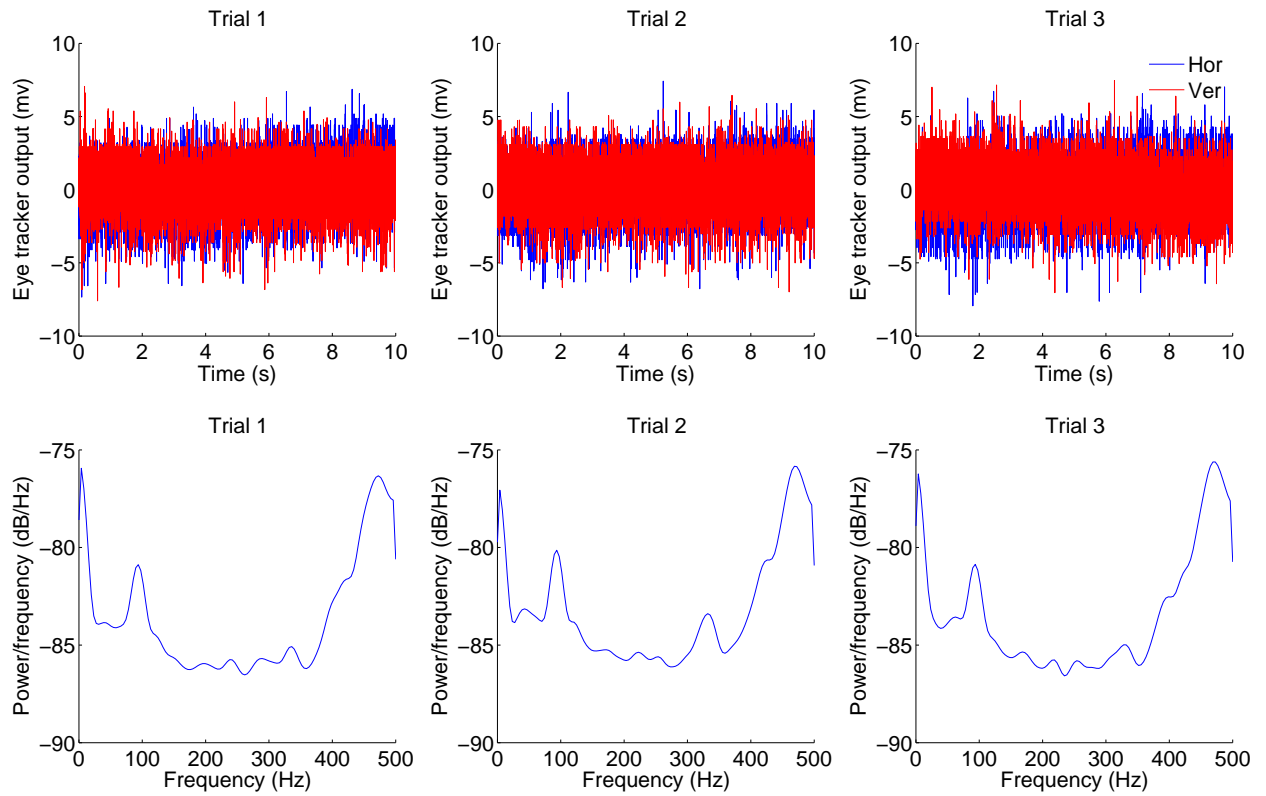 Trial 1
Trial 2
Trial 3
10
5
0
−5
−10
Eye tracker output (mv)
0 2 4 6 8 10
Time (s)
10
5
0
−5
−10
Eye tracker output (mv)
0 2 4 6 8 10
Time (s)
10
5
0
−5
−10
Eye tracker output (mv)
Hor
Ver
0 2 4 6 8 10
Time (s)
Trial 1
Trial 2
Trial 3
−75
−80
−85
−90
Power/frequency (dB/Hz)
0 100 200 300 400 500
Frequency (Hz)
−75
−80
−85
−90
Power/frequency (dB/Hz)
0 100 200 300 400 500
Frequency (Hz)
−75
−80
−85
−90
Power/frequency (dB/Hz)
0 100 200 300 400 500
Frequency (Hz)